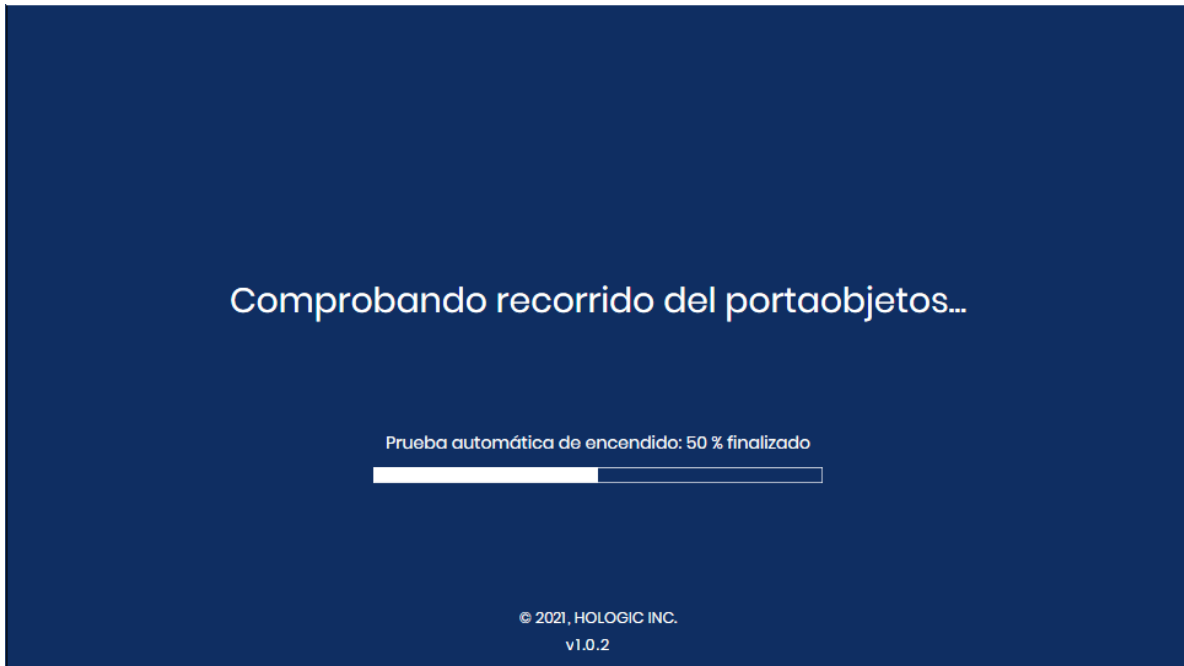 Comprobando recorrido del portaobjetos...
Prueba automática de encendido: 50 % finalizado
© 2021, HOLOGIC INC.
v1.0.2